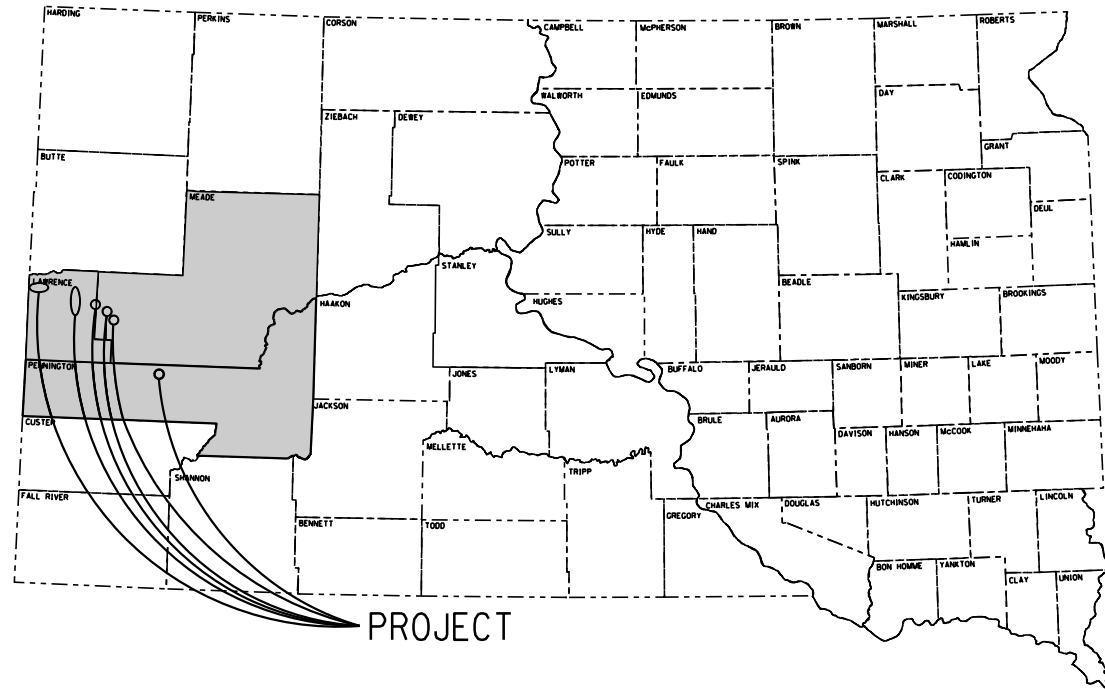 HARDING
PERKINS
CORSON
CAMPBELL
McPHERSON
BROWN
MARSHALL
ROBERTS
WALWORTH
EDMUNDS
DAY
ZIEBACH
DEWEY
GRANT
BUTTE
POTTER
FAULK
SPINK
CLARK
CODINGTON
MEADE
DEUL
SULLY
HYDE
HAND
HAMLIN
STANLEY
LAWRENCE
BEADLE
HAAKON
HUGHES
KINGSBURY
BROOKINGS
PENNINGTON
JONES
LYMAN
BUFFALO
JERAULD
SANBORN
MINER
LAKE
MOODY
JACKSON
CUSTER
BRULE
AURORA
DAVISON
HANSON
McCOOK
MINNEHAHA
MELLETTE
TRIPP
SHANNON
FALL RIVER
BENNETT
TODD
GREGORY
CHARLES MIX
DOUGLAS
HUTCHINSON
TURNER
LINCOLN
BON HOMME
YANKTON
CLAY
UNION
PROJECT